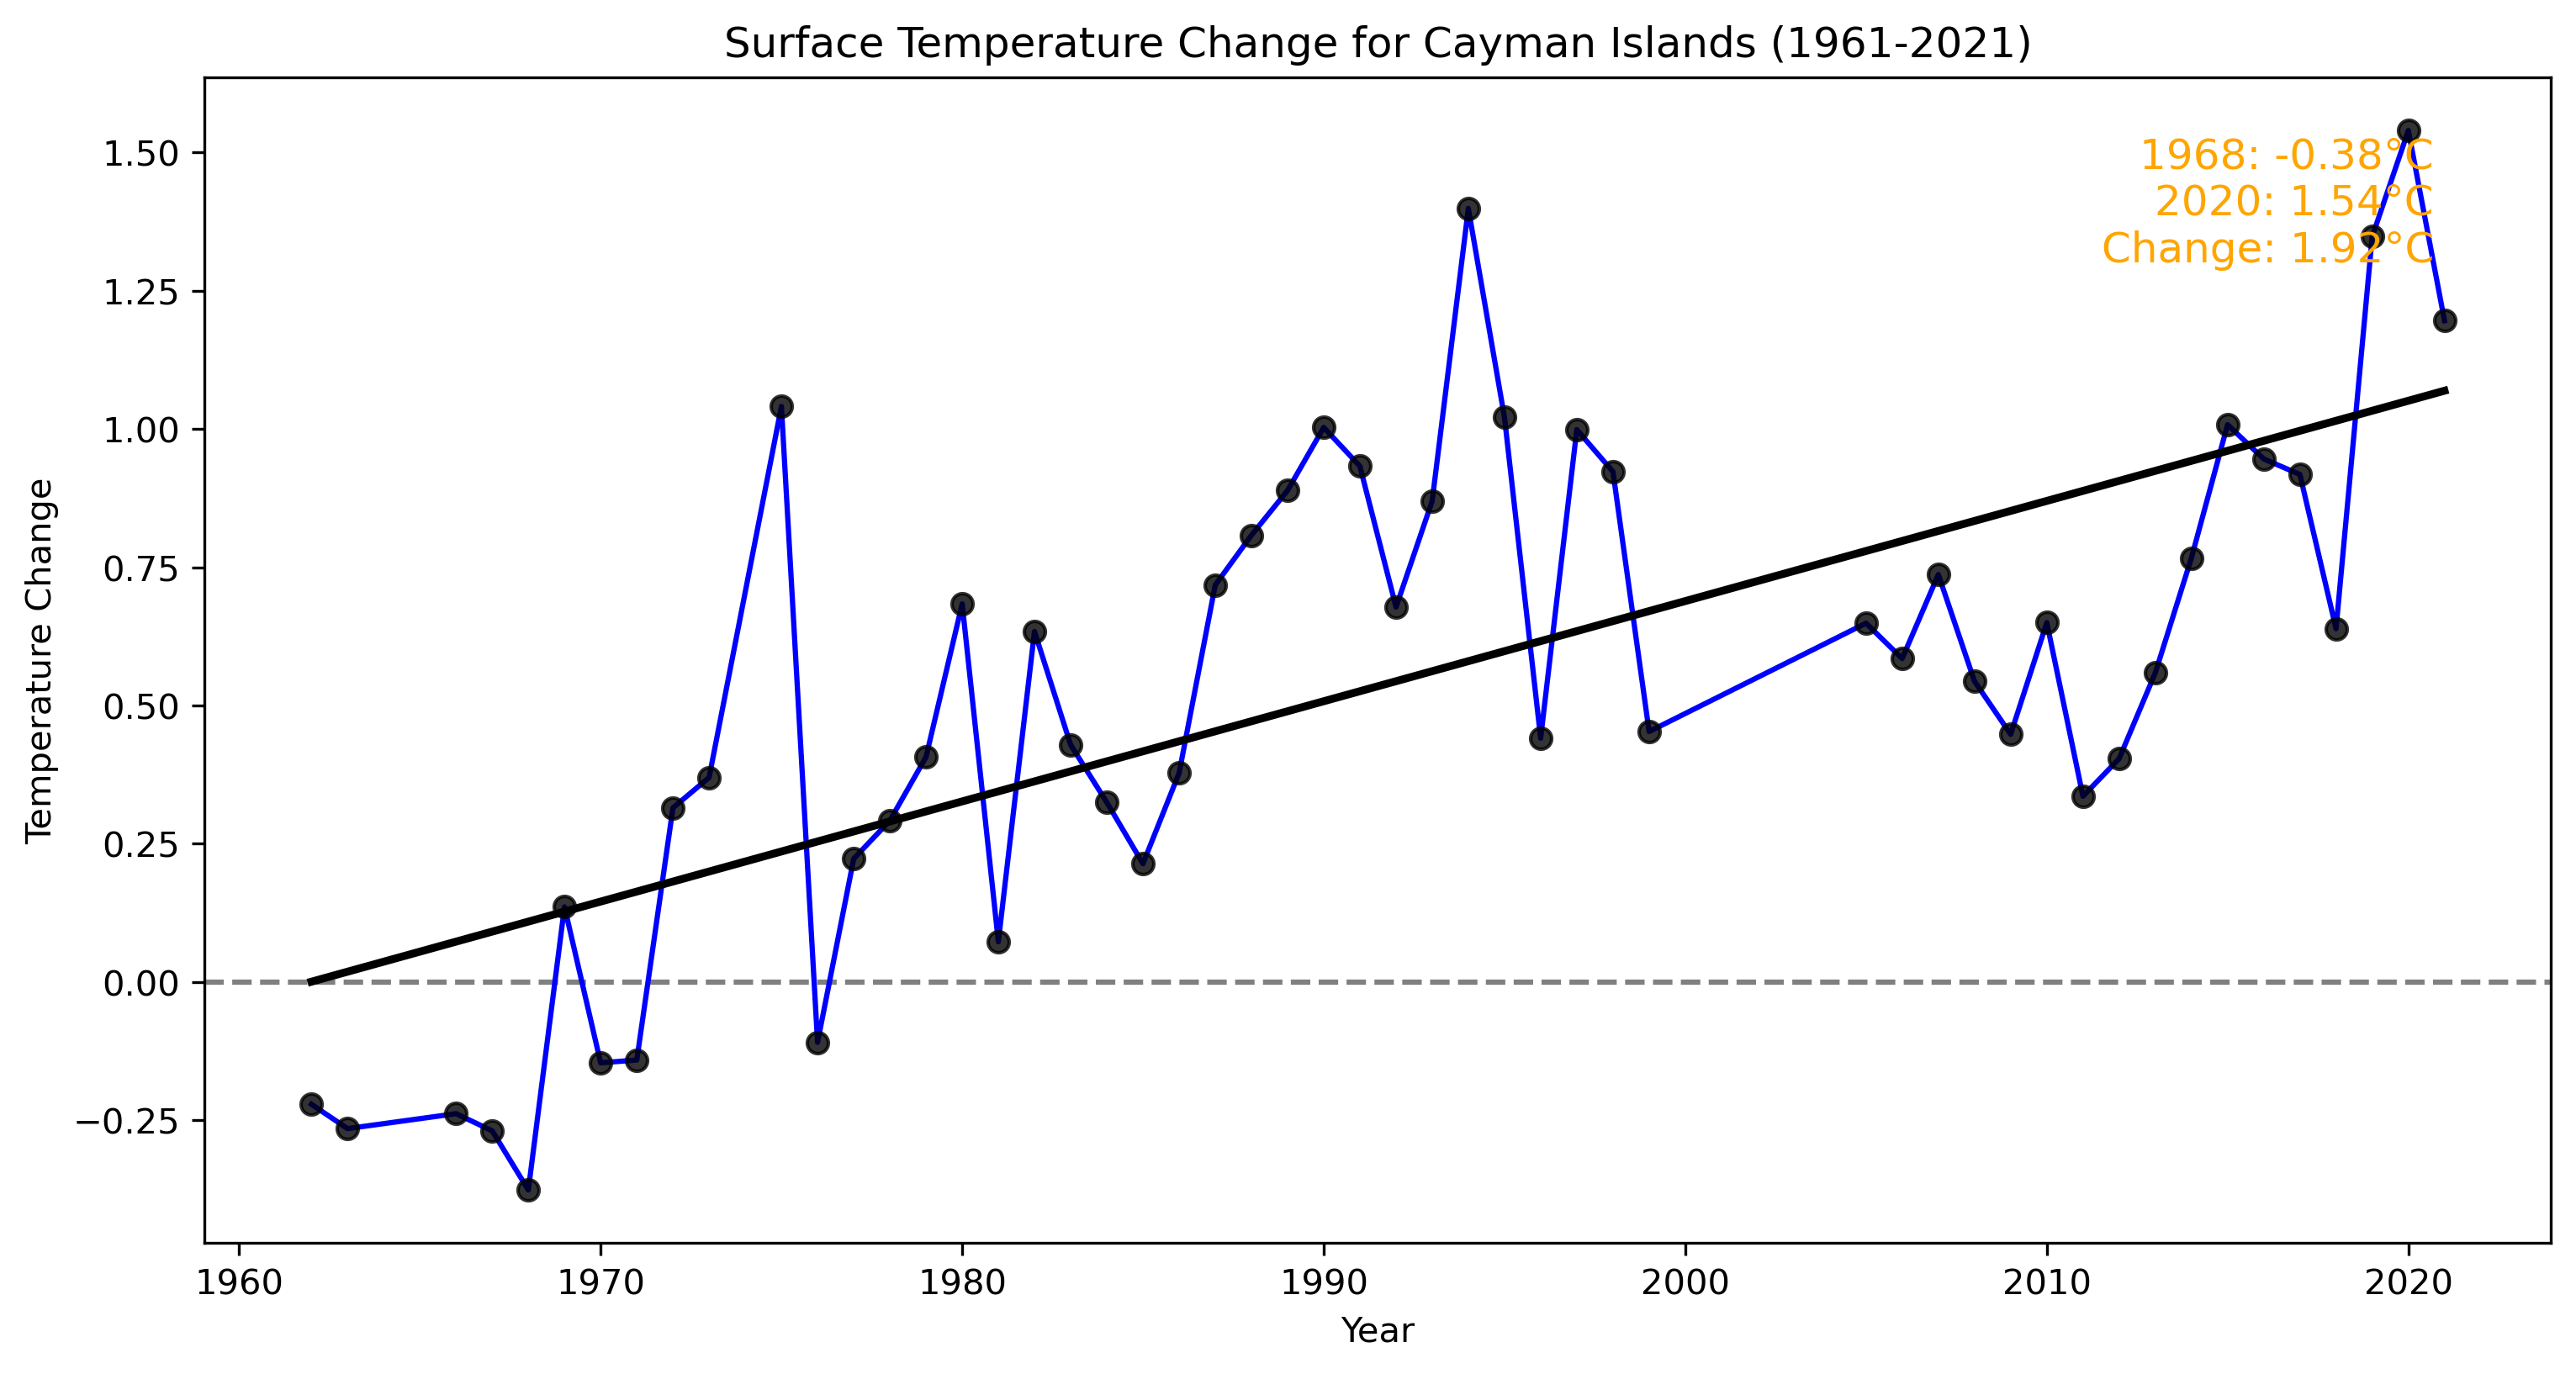 Surface Temperature Change for Cayman Islands (1961-2021)
1968: -0.38°C
2020: 1.54°C
Change: 1.92°C
Temperature Change
1.50
1.25
1.00
0.75
0.50
0.25
0.00
−0.25
1960
1970
1980
1990
2000
2010
2020
Year